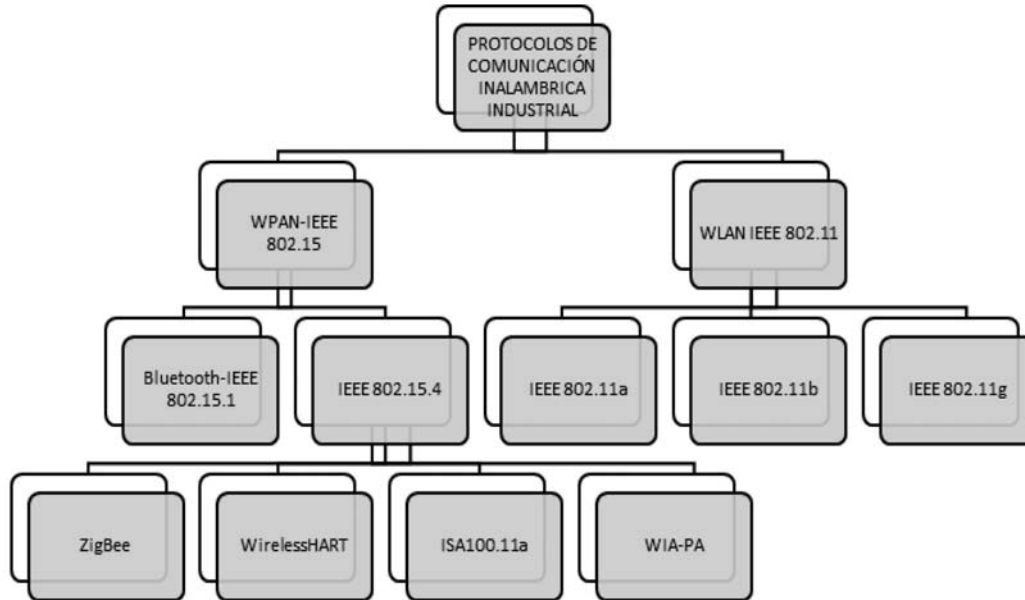 PROTOCOLOS DE
COMUNICACIÓN
INALAMBRICA
INDUSTRIAL
WPAN-IEEE
802.15
WLAN IEEE 802.11
Bluetooth-IEEE
802.15.1
IEEE 802.15.4
IEEE 802.11a
IEEE 802.11b
IEEE 802.11g
ZigBee
WirelessHART
ISA100.11a
WIA-PA